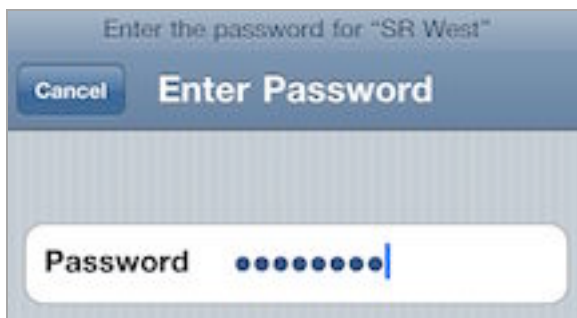 Enter the password for “SR West”
Cancel Enter Password
Password ●●●●●●●●